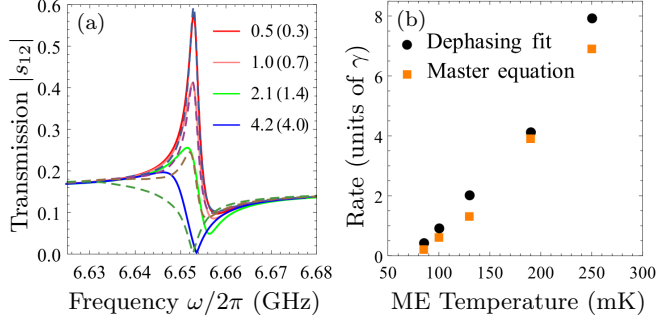 (a)
Transmission |s₁₂|
0.6
0.5
0.4
0.3
0.2
0.1
0.0
0.5 (0.3)
1.0 (0.7)
2.1 (1.4)
4.2 (4.0)
6.63 6.64 6.65 6.66 6.67 6.68
Frequency ω/2π (GHz)
(b)
Rate (units of γ)
8
6
4
2
0
Dephasing fit
Master equation
50 100 150 200 250 300
ME Temperature (mK)